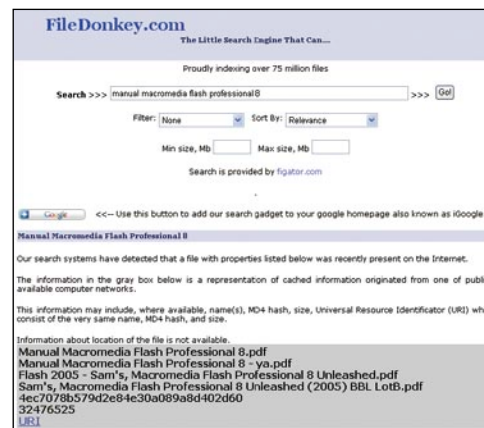 FileDonkey.com
The Little Search Engine That Can...
Proudly indexing over 75 million files
Search >>> manual macromedia flash professional 8 >>> Go!
Filter: None Sort By: Relevance
Min size, Mb Max size, Mb
Search is provided by figator.com
Google <<-- Use this button to add our search gadget to your google homepage also known as iGoogle
Manual Macromedia Flash Professional 8
Our search systems have detected that a file with properties listed below was recently present on the Internet.
The information in the gray box below is a representation of cached information originated from one of publi
available computer networks.
This information may include, where available, name(s), MD4 hash, size, Universal Resource Identificator (URI) wh
consist of the very same name, MD4 hash, and size.
Information about location of the file is not available.
Manual Macromedia Flash Professional 8.pdf
Manual Macromedia Flash Professional 8 - ya.pdf
Flash 2005 - Sam's, Macromedia Flash Professional 8 Unleashed.pdf
Sam's, Macromedia Flash Professional 8 Unleashed (2005) BBL LotB.pdf
4ec7078b579d2e84e30a089a8d402d60
32476525
URI